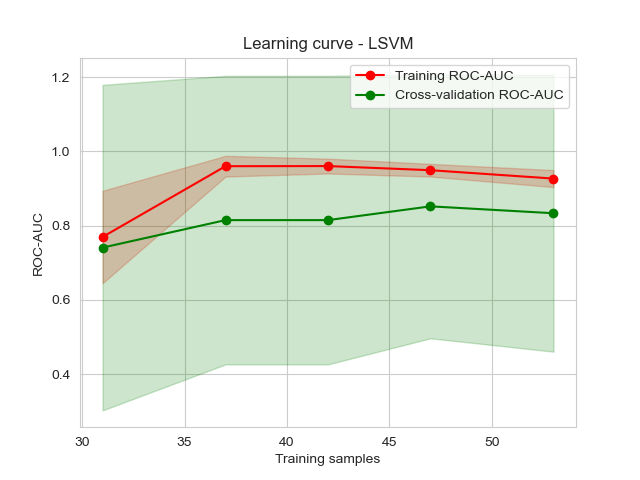 Learning curve - LSVM
Training ROC-AUC
Cross-validation ROC-AUC
ROC-AUC
1.2
1.0
0.8
0.6
0.4
30 35 40 45 50
Training samples